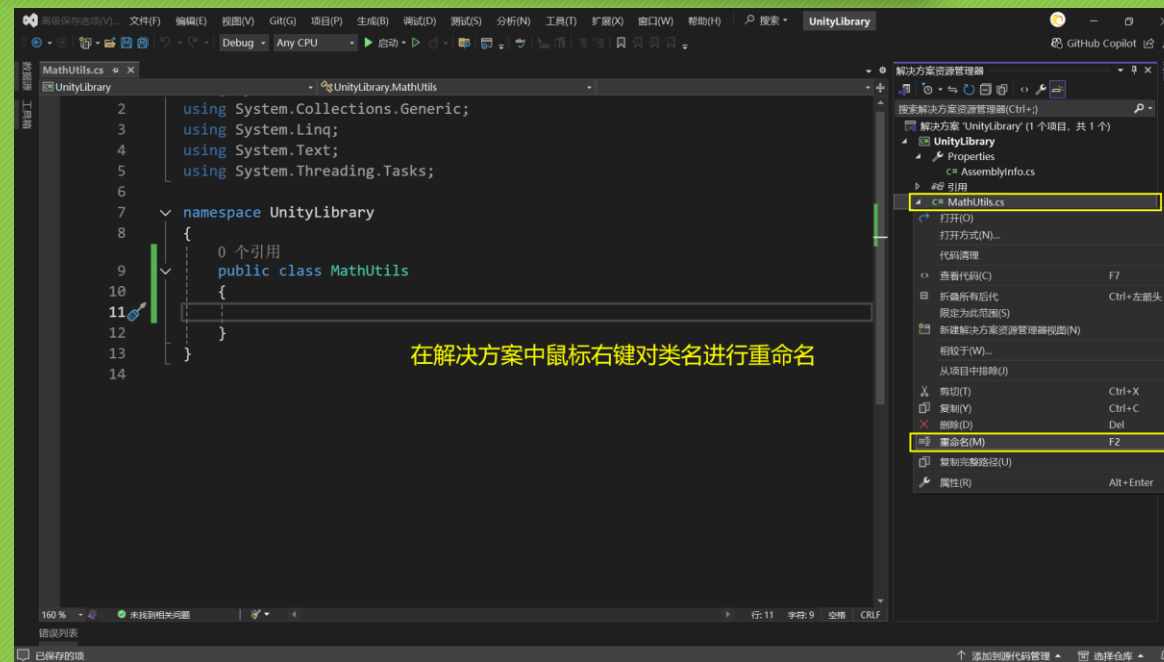 高级保存选项(V)... 文件(F) 编辑(E) 视图(V) Git(G) 项目(P) 生成(B) 调试(D) 测试(S) 分析(N) 工具(T) 扩展(X) 窗口(W) 帮助(H) 搜索 UnityLibrary
Debug Any CPU 启动 GitHub Copilot
数据源
工具箱
MathUtils.cs
UnityLibrary UnityLibrary.MathUtils
2 using System.Collections.Generic;
3 using System.Linq;
4 using System.Text;
5 using System.Threading.Tasks;
6
7 namespace UnityLibrary
8 {
0 个引用
9 public class MathUtils
10 {
11
12 }
13 }
14
在解决方案中鼠标右键对类名进行重命名
160 % 未找到相关问题 行: 11 字符: 9 空格 CRLF
错误列表
解决方案资源管理器
搜索解决方案资源管理器(Ctrl+;)
解决方案 'UnityLibrary' (1 个项目，共 1 个)
UnityLibrary
Properties
C# AssemblyInfo.cs
引用
C# MathUtils.cs
打开(O)
打开方式(N)...
代码清理
查看代码(C) F7
折叠所有后代 Ctrl+左箭头
限定为此范围(S)
新建解决方案资源管理器视图(N)
相较于(W)...
从项目中排除(J)
剪切(T) Ctrl+X
复制(Y) Ctrl+C
删除(D) Del
重命名(M) F2
复制完整路径(U)
属性(R) Alt+Enter
已保存的项 添加到源代码管理 选择仓库